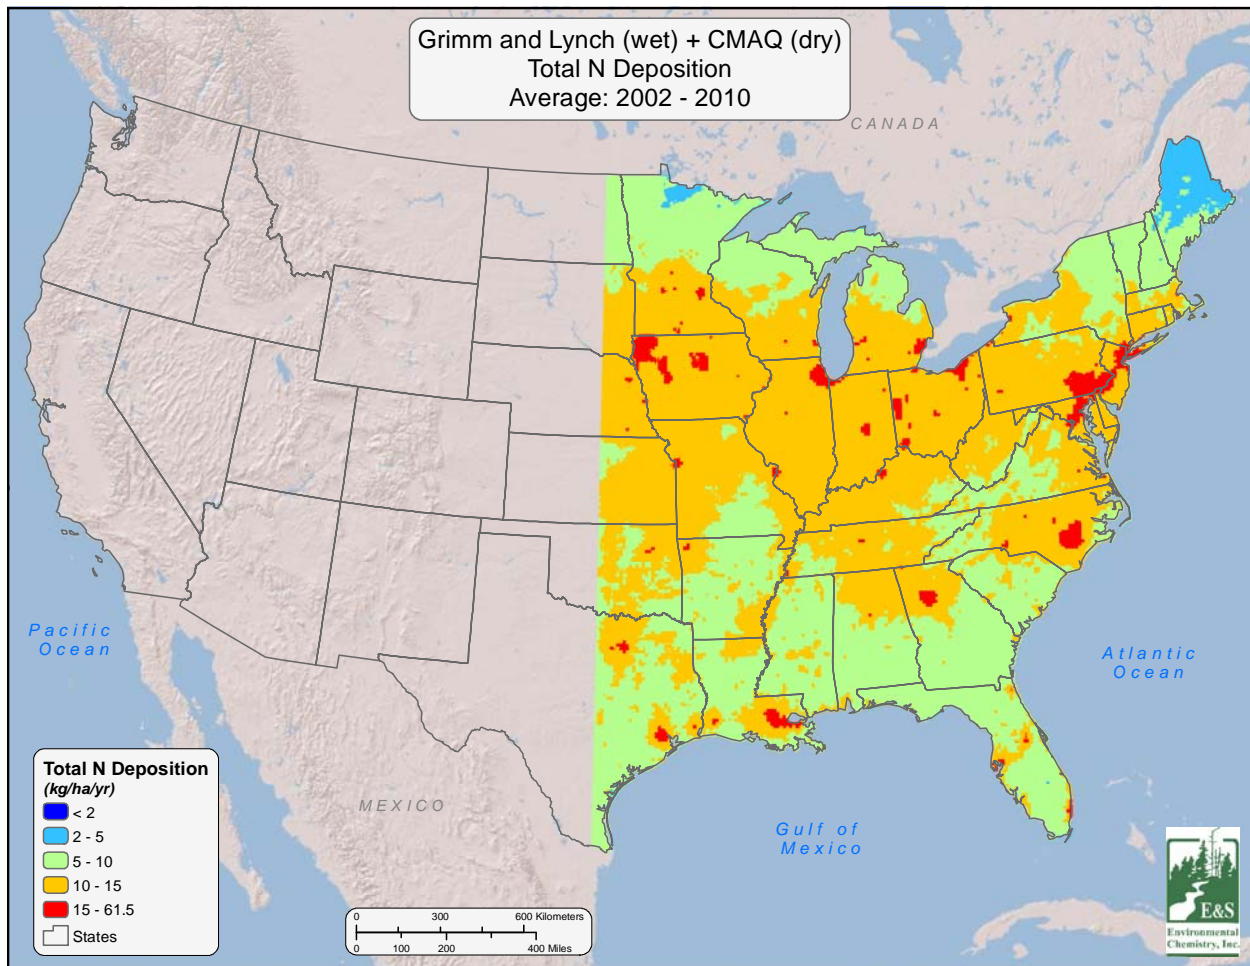 Grimm and Lynch (wet) + CMAQ (dry)
Total N Deposition
Average: 2002 - 2010
CANADA
Pacific
Ocean
Atlantic
Ocean
MEXICO
Gulf of
Mexico
Total N Deposition
(kg/ha/yr)
< 2
2 - 5
5 - 10
10 - 15
15 - 61.5
States
0 300 600 Kilometers
0 100 200 400 Miles
E&S
Environmental
Chemistry, Inc.